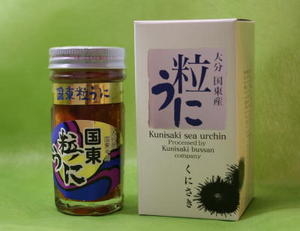 国東粒うに
国東
粒うに
大分 国東産
粒うに
Kunisaki sea urchin
Processed by
Kunisaki bussan
company
くにさき